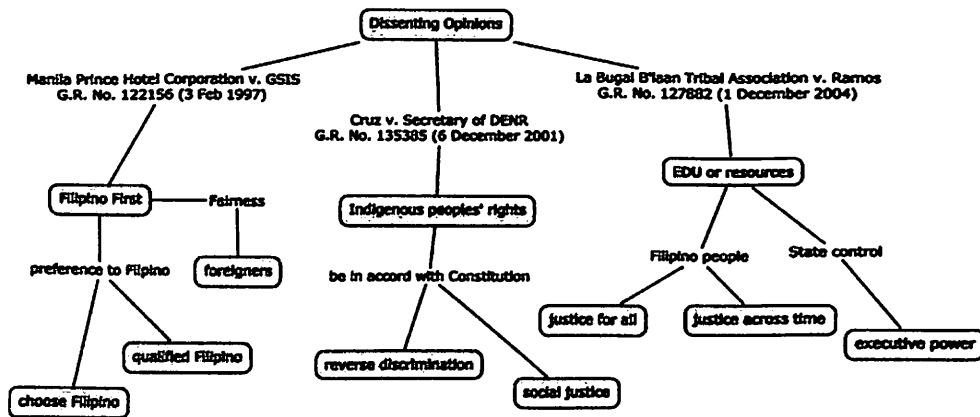 Dissenting Opinions
Manila Prince Hotel Corporation v. GSIS
G.R. No. 122156 (3 Feb 1997)
La Bugal B'laan Tribal Association v. Ramos
G.R. No. 127882 (1 December 2004)
Cruz v. Secretary of DENR
G.R. No. 135385 (6 December 2001)
EDU or resources
Filipino First
Fairness
Indigenous peoples' rights
Filipino people
State control
preference to Filipino
foreigners
be in accord with Constitution
justice for all
justice across time
executive power
qualified Filipino
reverse discrimination
social justice
choose Filipino